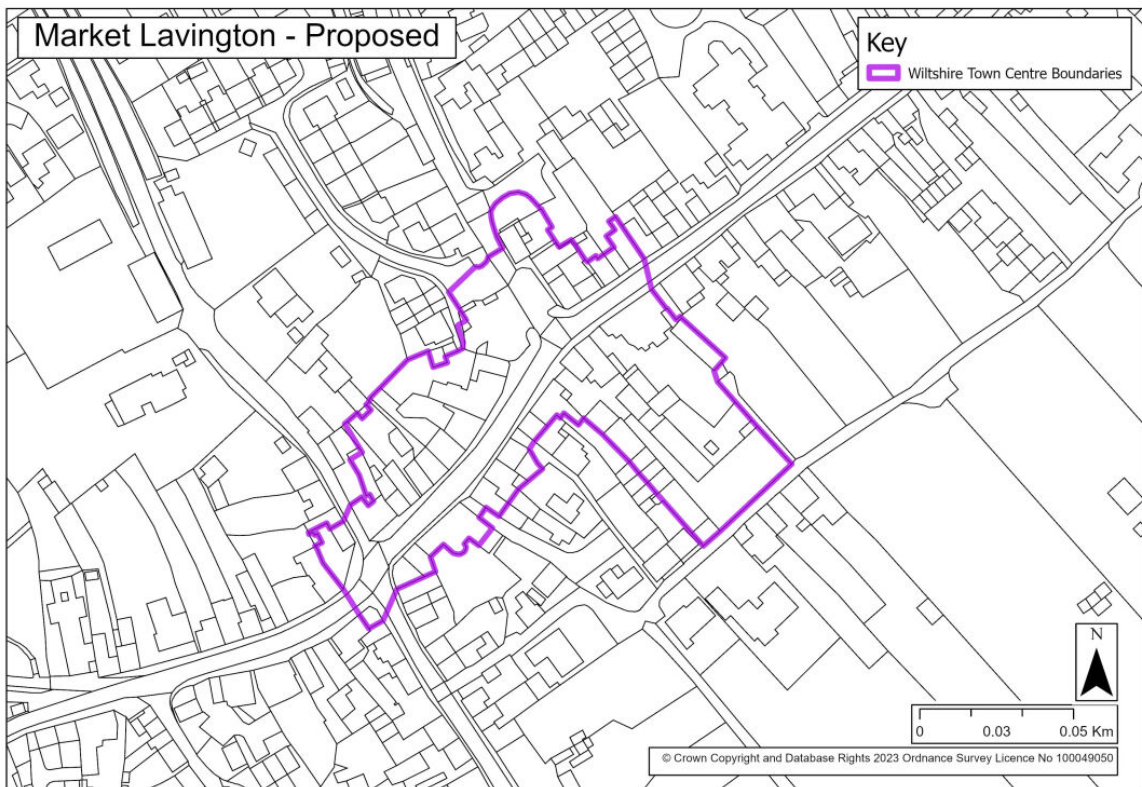 Market Lavington - Proposed
Key
Wiltshire Town Centre Boundaries
N
0 0.03 0.05 Km
© Crown Copyright and Database Rights 2023 Ordnance Survey Licence No 100049050